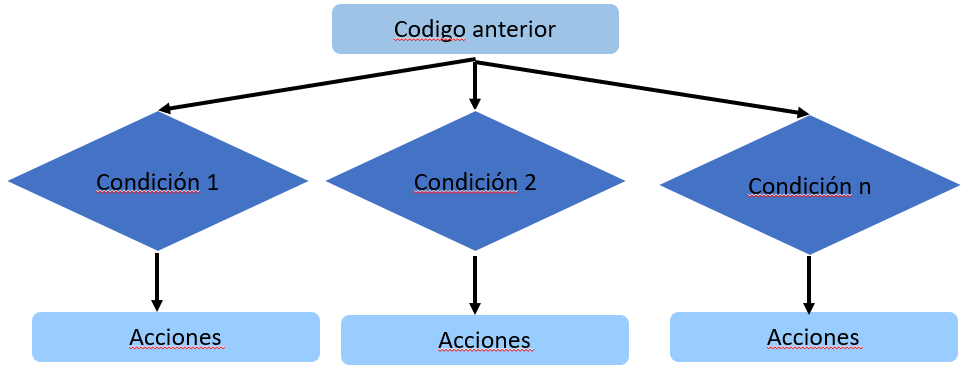 Codigo anterior
Condición 1
Condición 2
Condición n
Acciones
Acciones
Acciones